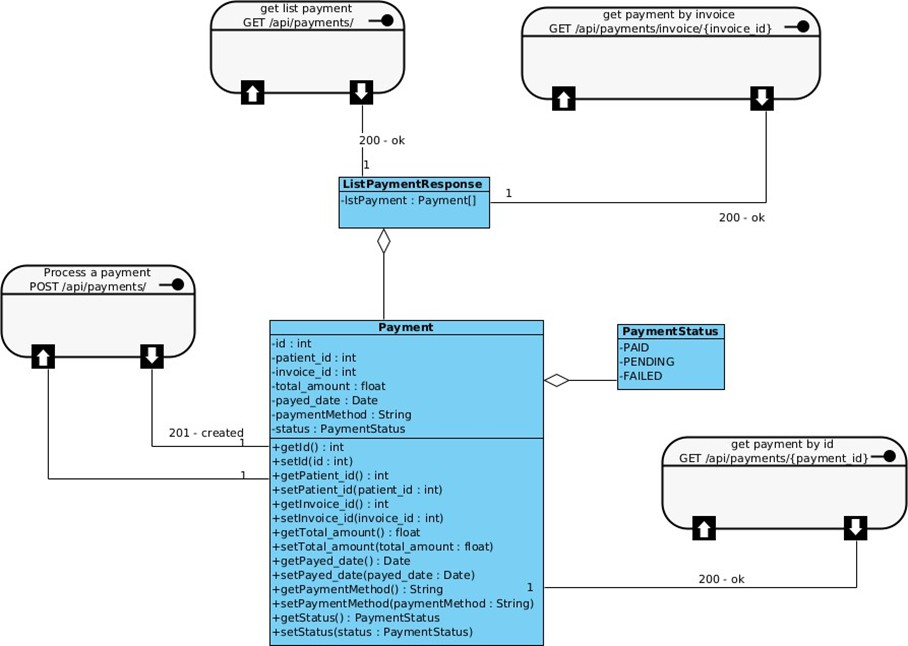 get list payment
GET /api/payments/
get payment by invoice
GET /api/payments/invoice/{invoice_id}
200 - ok
1
ListPaymentResponse
-lstPayment : Payment[]
1
200 - ok
Process a payment
POST /api/payments/
201 - created
1
1
Payment
-id : int
-patient_id : int
-invoice_id : int
-total_amount : float
-payed_date : Date
-paymentMethod : String
-status : PaymentStatus
+getId() : int
+setId(id : int)
+getPatient_id() : int
+setPatient_id(patient_id : int)
+getInvoice_id() : int
+setInvoice_id(invoice_id : int)
+getTotal_amount() : float
+setTotal_amount(total_amount : float)
+getPayed_date() : Date
+setPayed_date(payed_date : Date)
+getPaymentMethod() : String
+setPaymentMethod(paymentMethod : String)
+getStatus() : PaymentStatus
+setStatus(status : PaymentStatus)
PaymentStatus
-PAID
-PENDING
-FAILED
get payment by id
GET /api/payments/{payment_id}
1
200 - ok